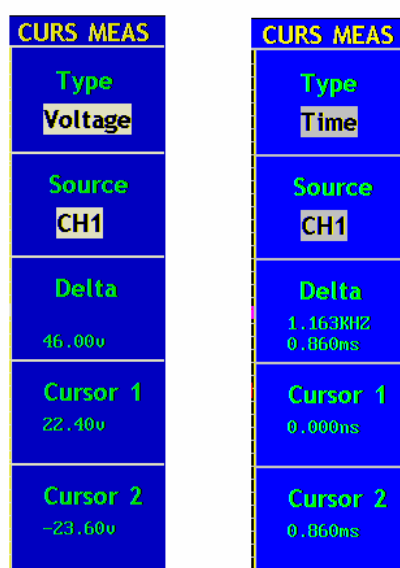 CURS MEAS
Type
Voltage
Source
CH1
Delta
46.00v
Cursor 1
22.40v
Cursor 2
-23.60v
CURS MEAS
Type
Time
Source
CH1
Delta
1.163KHZ
0.860ms
Cursor 1
0.000ns
Cursor 2
0.860ms